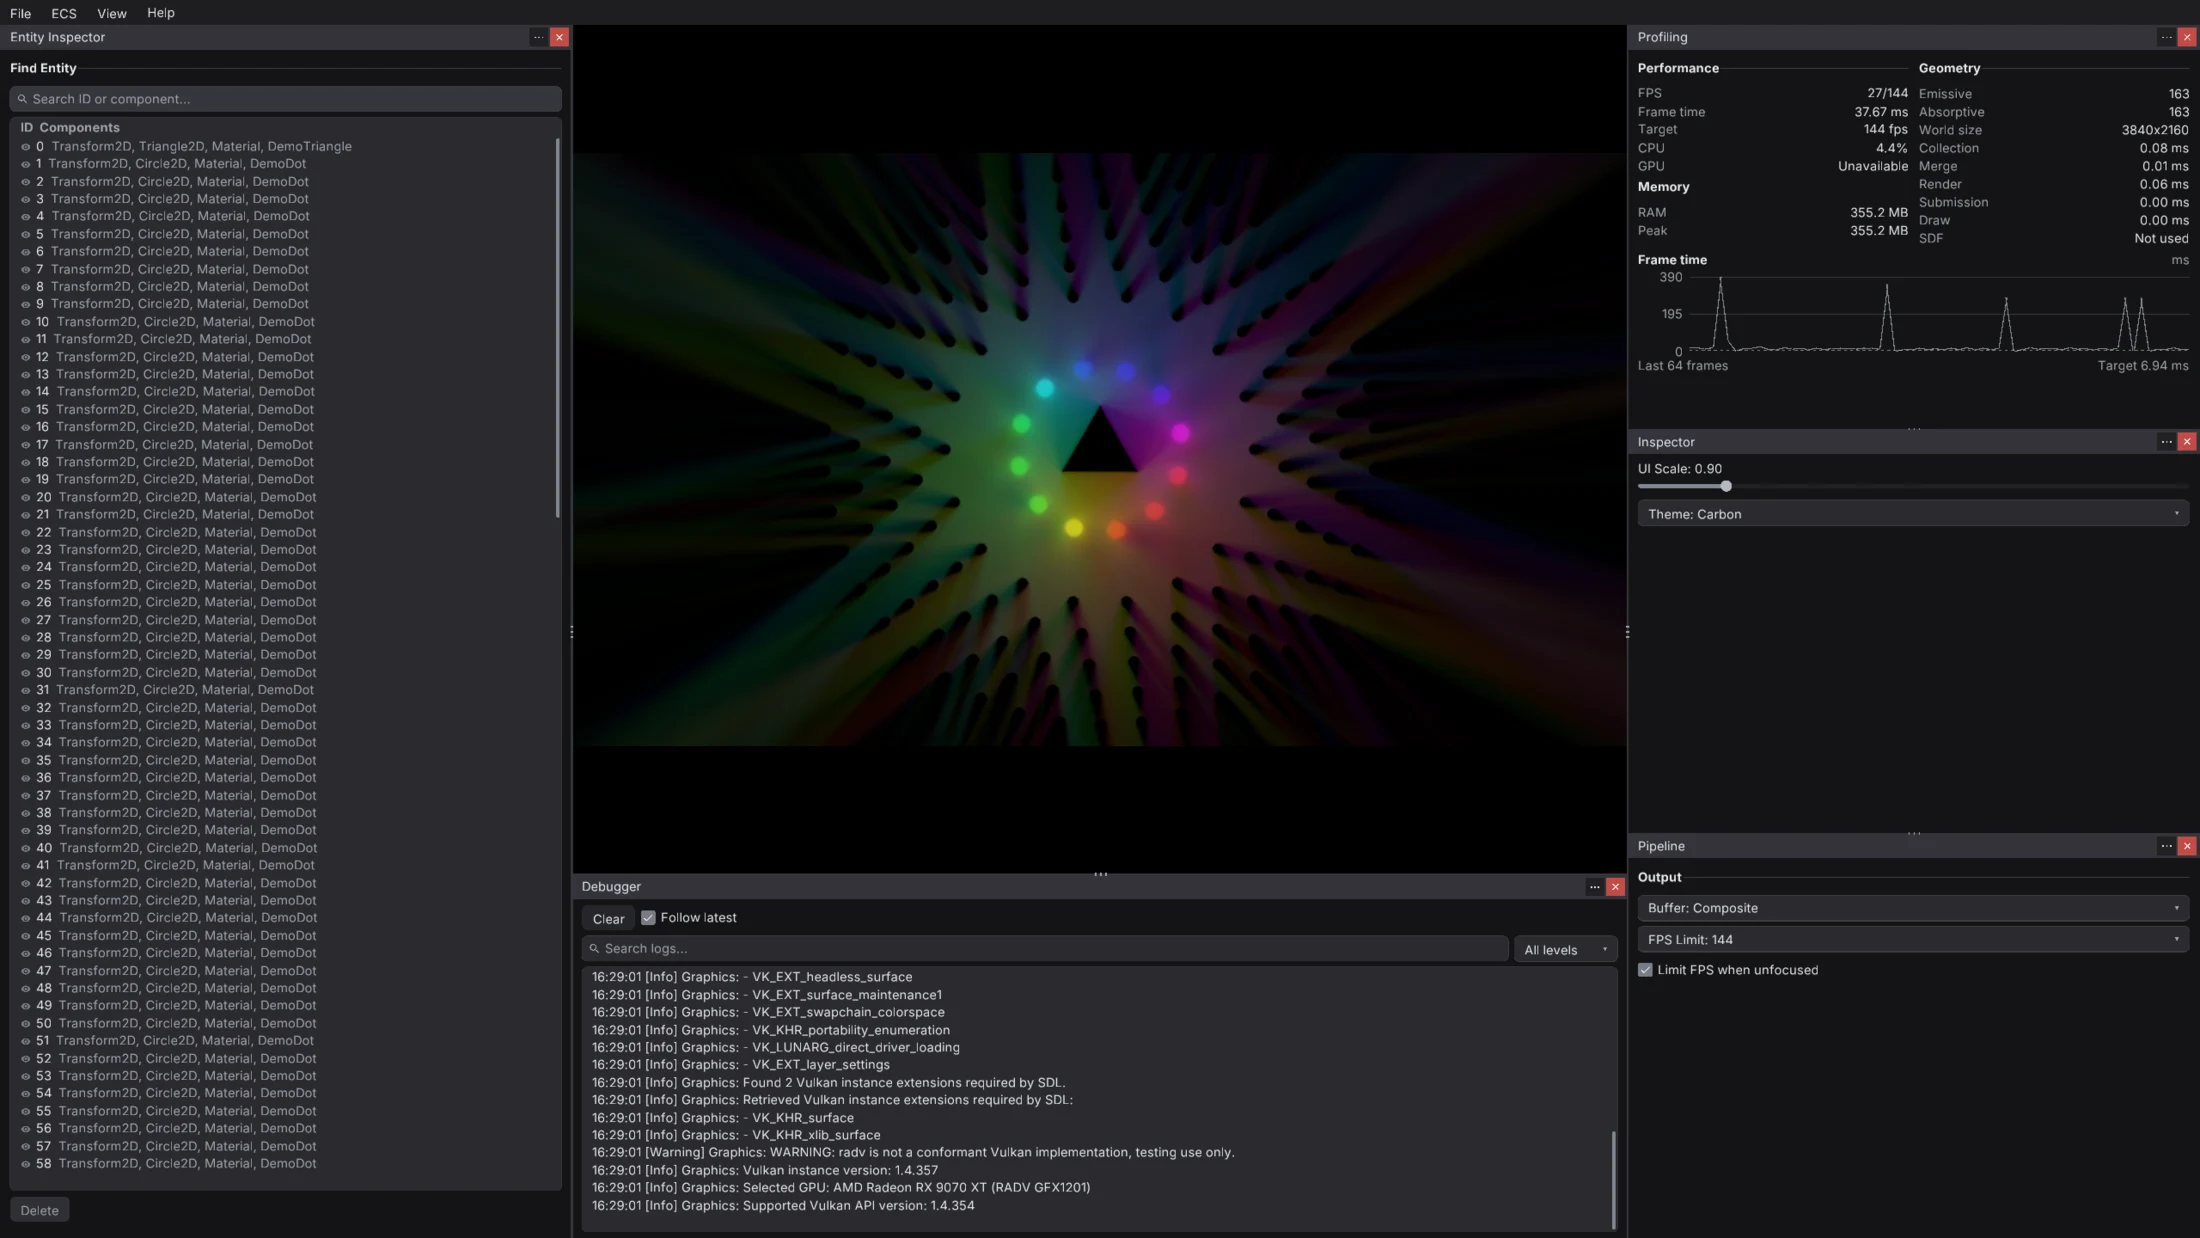 File ECS View Help
Entity Inspector
Find Entity
Search ID or component...
ID Components
0 Transform2D, Triangle2D, Material, DemoTriangle
1 Transform2D, Circle2D, Material, DemoDot
2 Transform2D, Circle2D, Material, DemoDot
3 Transform2D, Circle2D, Material, DemoDot
4 Transform2D, Circle2D, Material, DemoDot
5 Transform2D, Circle2D, Material, DemoDot
6 Transform2D, Circle2D, Material, DemoDot
7 Transform2D, Circle2D, Material, DemoDot
8 Transform2D, Circle2D, Material, DemoDot
9 Transform2D, Circle2D, Material, DemoDot
10 Transform2D, Circle2D, Material, DemoDot
11 Transform2D, Circle2D, Material, DemoDot
12 Transform2D, Circle2D, Material, DemoDot
13 Transform2D, Circle2D, Material, DemoDot
14 Transform2D, Circle2D, Material, DemoDot
15 Transform2D, Circle2D, Material, DemoDot
16 Transform2D, Circle2D, Material, DemoDot
17 Transform2D, Circle2D, Material, DemoDot
18 Transform2D, Circle2D, Material, DemoDot
19 Transform2D, Circle2D, Material, DemoDot
20 Transform2D, Circle2D, Material, DemoDot
21 Transform2D, Circle2D, Material, DemoDot
22 Transform2D, Circle2D, Material, DemoDot
23 Transform2D, Circle2D, Material, DemoDot
24 Transform2D, Circle2D, Material, DemoDot
25 Transform2D, Circle2D, Material, DemoDot
26 Transform2D, Circle2D, Material, DemoDot
27 Transform2D, Circle2D, Material, DemoDot
28 Transform2D, Circle2D, Material, DemoDot
29 Transform2D, Circle2D, Material, DemoDot
30 Transform2D, Circle2D, Material, DemoDot
31 Transform2D, Circle2D, Material, DemoDot
32 Transform2D, Circle2D, Material, DemoDot
33 Transform2D, Circle2D, Material, DemoDot
34 Transform2D, Circle2D, Material, DemoDot
35 Transform2D, Circle2D, Material, DemoDot
36 Transform2D, Circle2D, Material, DemoDot
37 Transform2D, Circle2D, Material, DemoDot
38 Transform2D, Circle2D, Material, DemoDot
39 Transform2D, Circle2D, Material, DemoDot
40 Transform2D, Circle2D, Material, DemoDot
41 Transform2D, Circle2D, Material, DemoDot
42 Transform2D, Circle2D, Material, DemoDot
43 Transform2D, Circle2D, Material, DemoDot
44 Transform2D, Circle2D, Material, DemoDot
45 Transform2D, Circle2D, Material, DemoDot
46 Transform2D, Circle2D, Material, DemoDot
47 Transform2D, Circle2D, Material, DemoDot
48 Transform2D, Circle2D, Material, DemoDot
49 Transform2D, Circle2D, Material, DemoDot
50 Transform2D, Circle2D, Material, DemoDot
51 Transform2D, Circle2D, Material, DemoDot
52 Transform2D, Circle2D, Material, DemoDot
53 Transform2D, Circle2D, Material, DemoDot
54 Transform2D, Circle2D, Material, DemoDot
55 Transform2D, Circle2D, Material, DemoDot
56 Transform2D, Circle2D, Material, DemoDot
57 Transform2D, Circle2D, Material, DemoDot
58 Transform2D, Circle2D, Material, DemoDot
Delete
Debugger
Clear Follow latest
Search logs... All levels
16:29:01 [Info] Graphics: - VK_EXT_headless_surface
16:29:01 [Info] Graphics: - VK_EXT_surface_maintenance1
16:29:01 [Info] Graphics: - VK_EXT_swapchain_colorspace
16:29:01 [Info] Graphics: - VK_KHR_portability_enumeration
16:29:01 [Info] Graphics: - VK_LUNARG_direct_driver_loading
16:29:01 [Info] Graphics: - VK_EXT_layer_settings
16:29:01 [Info] Graphics: Found 2 Vulkan instance extensions required by SDL.
16:29:01 [Info] Graphics: Retrieved Vulkan instance extensions required by SDL:
16:29:01 [Info] Graphics: - VK_KHR_surface
16:29:01 [Info] Graphics: - VK_KHR_xlib_surface
16:29:01 [Warning] Graphics: WARNING: radv is not a conformant Vulkan implementation, testing use only.
16:29:01 [Info] Graphics: Vulkan instance version: 1.4.357
16:29:01 [Info] Graphics: Selected GPU: AMD Radeon RX 9070 XT (RADV GFX1201)
16:29:01 [Info] Graphics: Supported Vulkan API version: 1.4.354
Profiling
Performance
FPS 27/144
Frame time 37.67 ms
Target 144 fps
CPU 4.4%
GPU Unavailable
Memory
RAM 355.2 MB
Peak 355.2 MB
Geometry
Emissive 163
Absorptive 163
World size 3840x2160
Collection 0.08 ms
Merge 0.01 ms
Render 0.06 ms
Submission 0.00 ms
Draw 0.00 ms
SDF Not used
Frame time ms
390
195
0
Last 64 frames Target 6.94 ms
Inspector
UI Scale: 0.90
Theme: Carbon
Pipeline
Output
Buffer: Composite
FPS Limit: 144
Limit FPS when unfocused